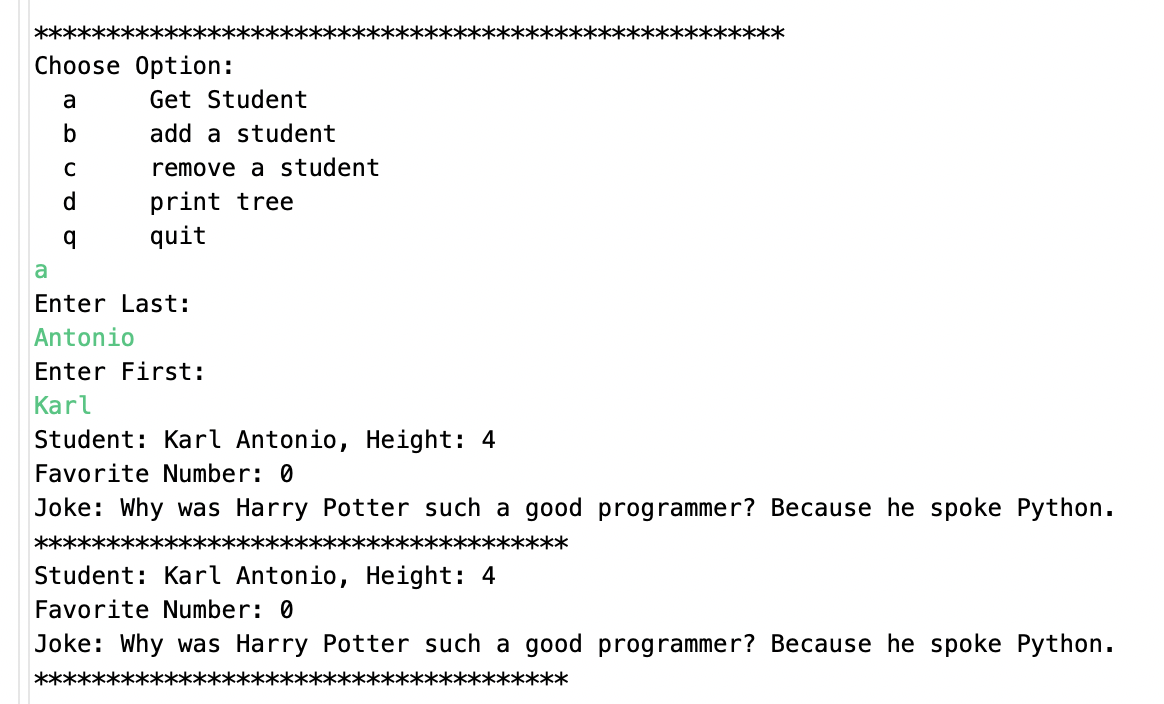 ****************************************************
Choose Option:
  a     Get Student
  b     add a student
  c     remove a student
  d     print tree
  q     quit
a
Enter Last:
Antonio
Enter First:
Karl
Student: Karl Antonio, Height: 4
Favorite Number: 0
Joke: Why was Harry Potter such a good programmer? Because he spoke Python.
*************************************
Student: Karl Antonio, Height: 4
Favorite Number: 0
Joke: Why was Harry Potter such a good programmer? Because he spoke Python.
*************************************